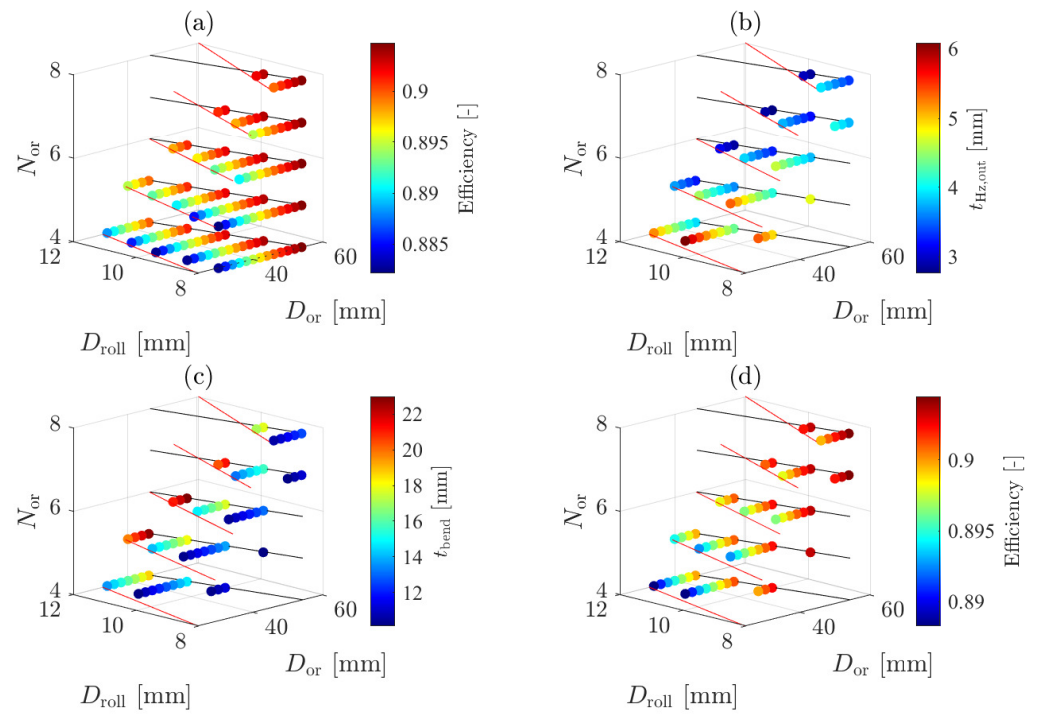 (a)
8
6
4
N_or
12
10
8
D_roll [mm]
60
40
D_or [mm]
0.9
0.895
0.89
0.885
Efficiency [-]
(b)
8
6
4
N_or
12
10
8
D_roll [mm]
60
40
D_or [mm]
6
5
4
3
t_Hz,out [mm]
(c)
8
6
4
N_or
12
10
8
D_roll [mm]
60
40
D_or [mm]
22
20
18
16
14
12
t_bend [mm]
(d)
8
6
4
N_or
12
10
8
D_roll [mm]
60
40
D_or [mm]
0.9
0.895
0.89
Efficiency [-]